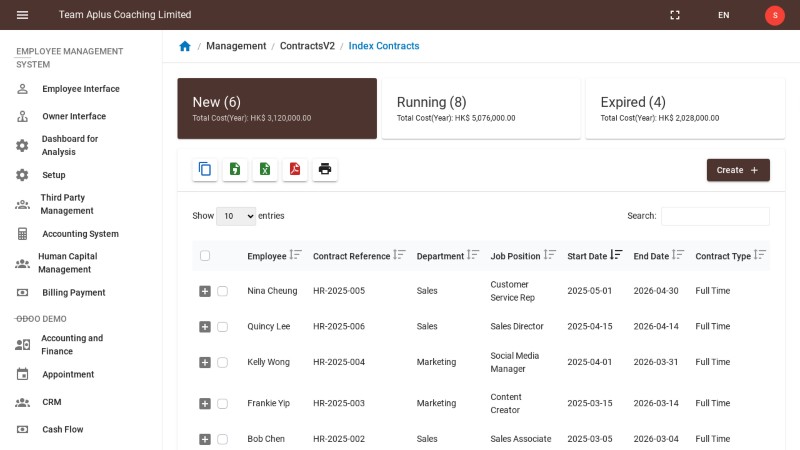 Team Aplus Coaching Limited
EN
S
EMPLOYEE MANAGEMENT
SYSTEM
Employee Interface
Owner Interface
Dashboard for
Analysis
Setup
Third Party
Management
Accounting System
Human Capital
Management
Billing Payment
ODOO DEMO
Accounting and
Finance
Appointment
CRM
Cash Flow
/ Management / ContractsV2 / Index Contracts
New (6)
Total Cost(Year): HK$ 3,120,000.00
Running (8)
Total Cost(Year): HK$ 5,076,000.00
Expired (4)
Total Cost(Year): HK$ 2,028,000.00
Create +
Show 10 entries
Search:
Employee Contract Reference Department Job Position Start Date End Date Contract Type
Nina Cheung HR-2025-005 Sales Customer
Service Rep 2025-05-01 2026-04-30 Full Time
Quincy Lee HR-2025-006 Sales Sales Director 2025-04-15 2026-04-14 Full Time
Kelly Wong HR-2025-004 Marketing Social Media
Manager 2025-04-01 2026-03-31 Full Time
Frankie Yip HR-2025-003 Marketing Content
Creator 2025-03-15 2026-03-14 Full Time
Bob Chen HR-2025-002 Sales Sales Associate 2025-03-05 2026-03-04 Full Time